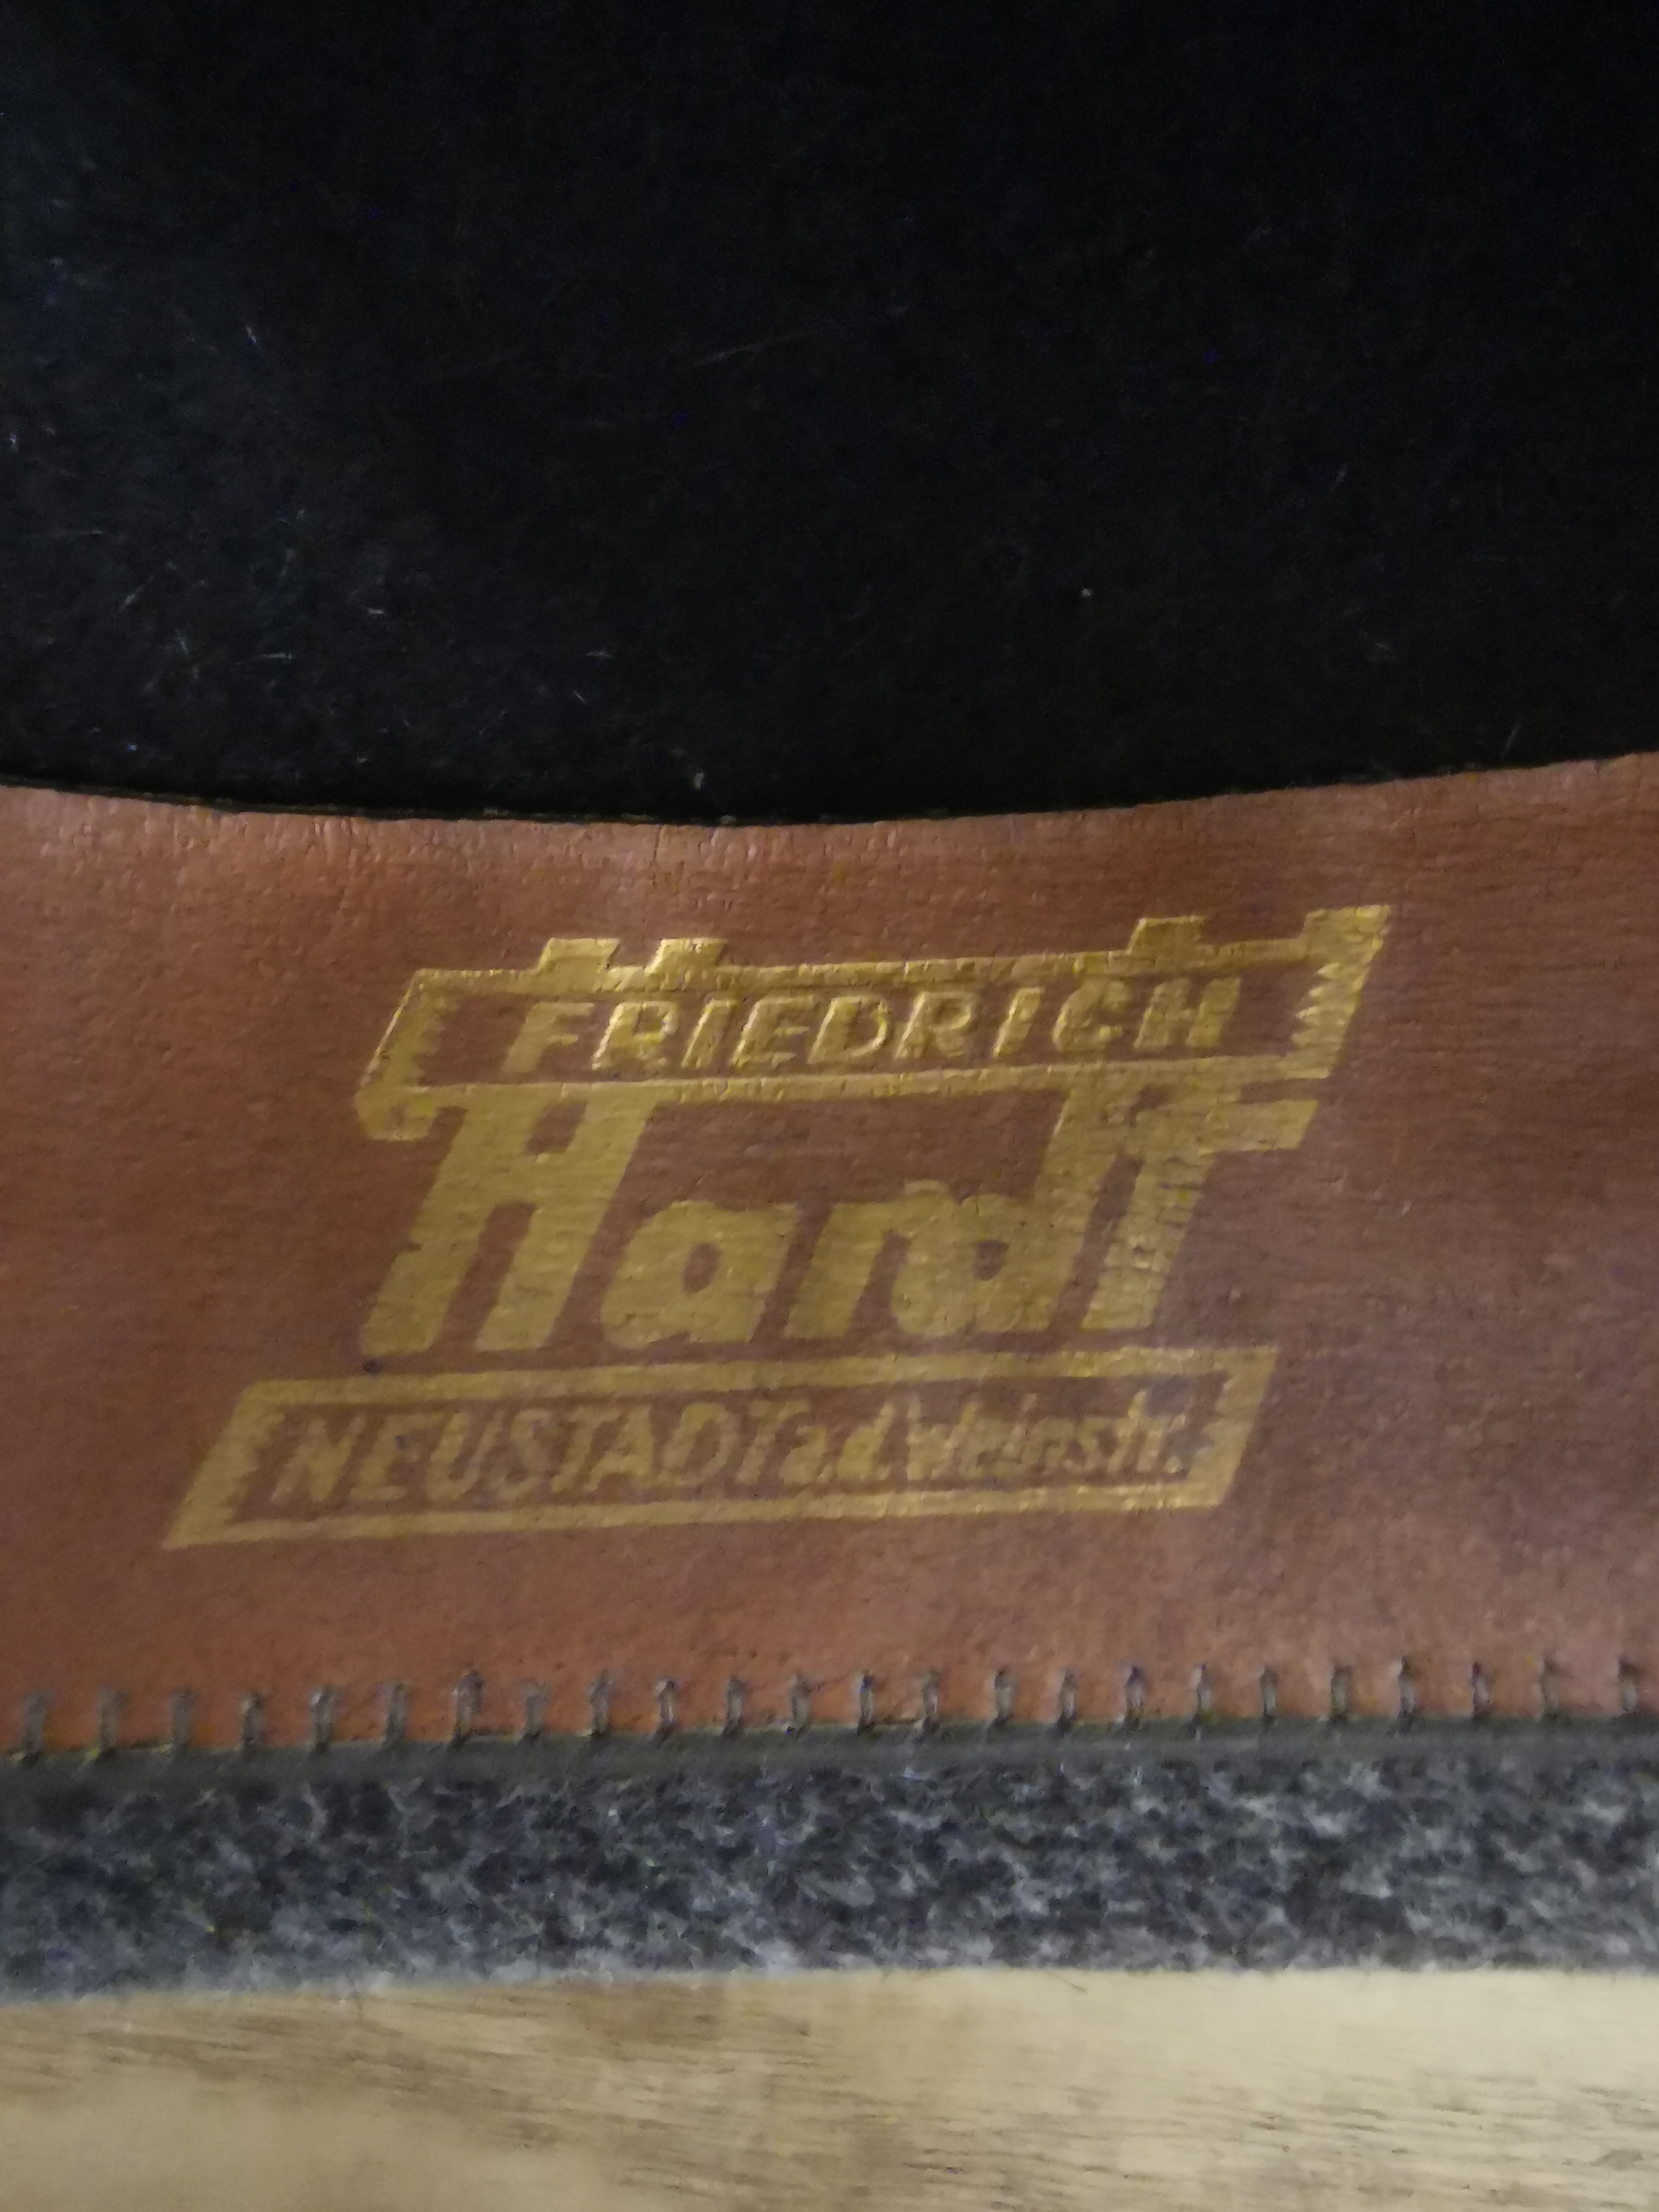 FRIEDRICH
Hardt
NEUSTADT a.d. Weinstr.